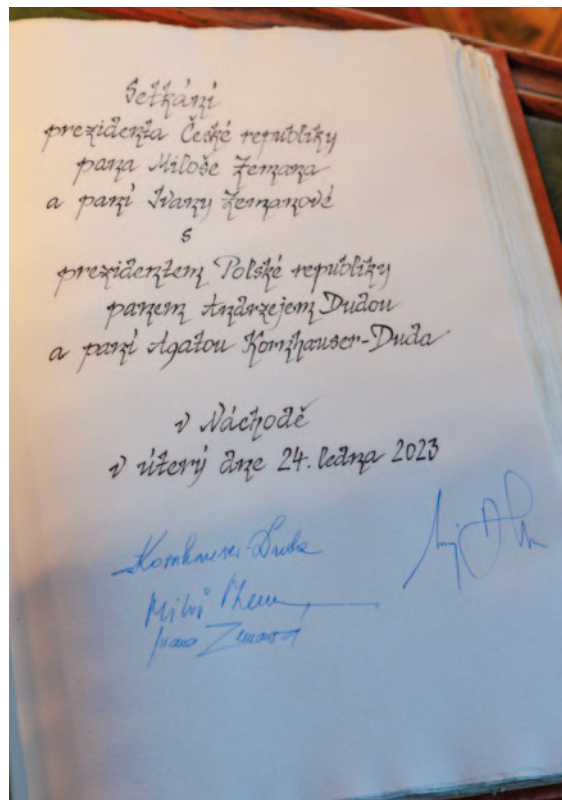 Setkání
prezidenta České republiky
pana Miloše Zemana
a paní Ivany Zemanové
s
prezidentem Polské republiky
panem Andrzejem Dudou
a paní Agatou Kornhauser-Duda
v Náchodě
v úterý dne 24. ledna 2023
Kornhauser-Duda
Miloš Zeman
Ivana Zemanová